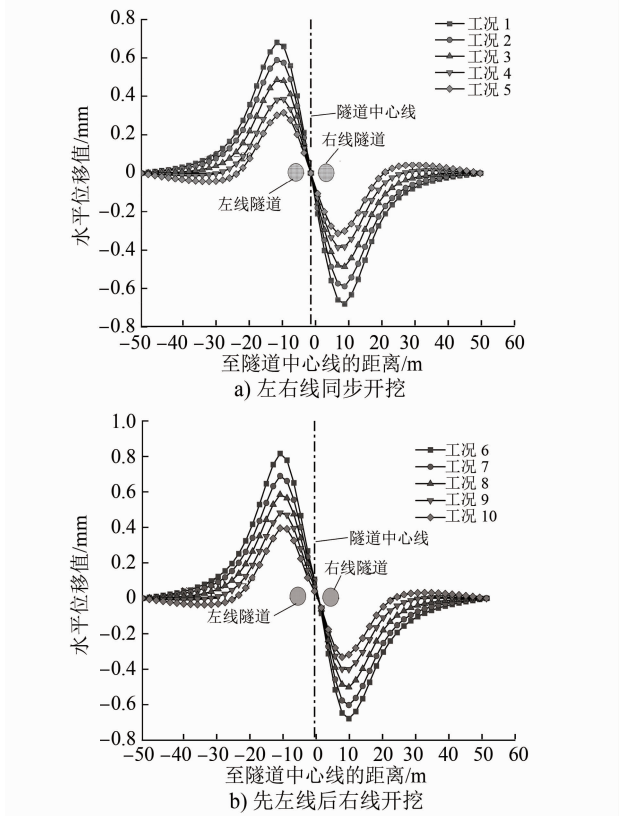 0.8
0.6
0.4
0.2
0
−0.2
−0.4
−0.6
−0.8
水平位移值/mm
工况 1
工况 2
工况 3
工况 4
工况 5
隧道中心线
右线隧道
左线隧道
−50 −40 −30 −20 −10 0 10 20 30 40 50 60
至隧道中心线的距离/m
a) 左右线同步开挖
1.0
0.8
0.6
0.4
0.2
0
−0.2
−0.4
−0.6
−0.8
水平位移值/mm
工况 6
工况 7
工况 8
工况 9
工况 10
隧道中心线
右线隧道
左线隧道
−50 −40 −30 −20 −10 0 10 20 30 40 50 60
至隧道中心线的距离/m
b) 先左线后右线开挖